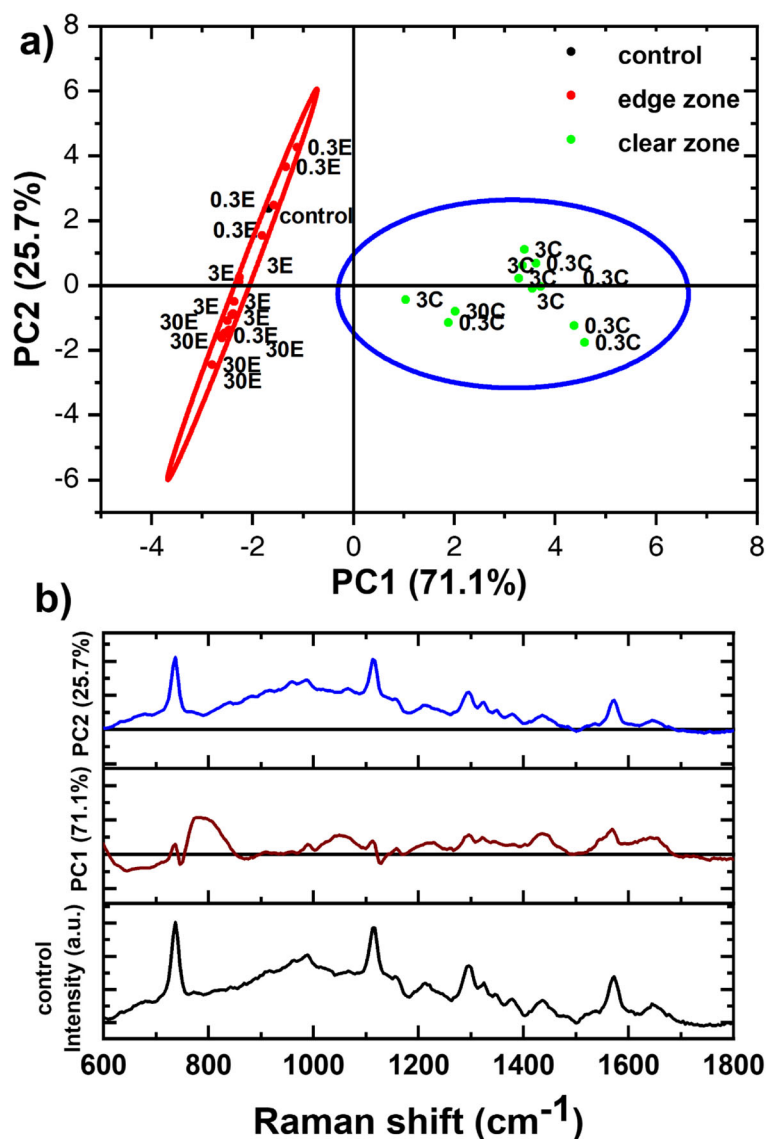 a)
control
edge zone
clear zone
8
6
4
2
0
-2
-4
-6
PC2 (25.7%)
0.3E
0.3E
0.3E
control
0.3E
3E
3E
3E
3E
3E
30E
30E
0.3E
30E
30E
30E
3C
3C
0.3C
3C
0.3C
3C
3C
30C
0.3C
0.3C
0.3C
-4
-2
0
2
4
6
8
PC1 (71.1%)
b)
PC2 (25.7%)
PC1 (71.1%)
control
Intensity (a.u.)
600
800
1000
1200
1400
1600
1800
Raman shift (cm-1)